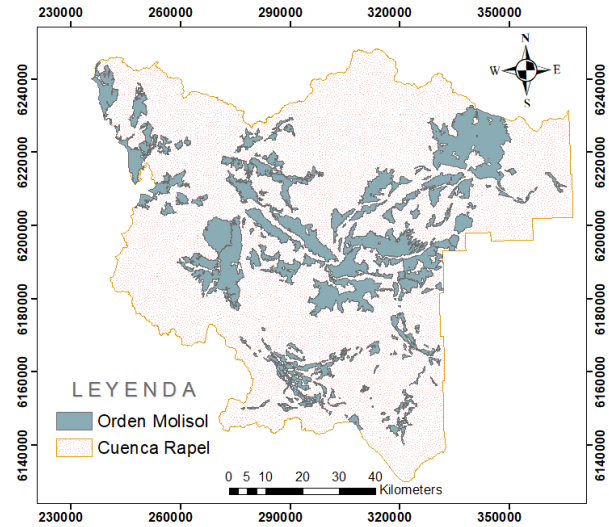 230000 260000 290000 320000 350000
N
W E
S
6240000 6240000
6220000 6220000
6200000 6200000
6180000 6180000
6160000 6160000
6140000 6140000
LEYENDA
Orden Molisol
Cuenca Rapel
0 5 10 20 30 40
Kilometers
230000 260000 290000 320000 350000